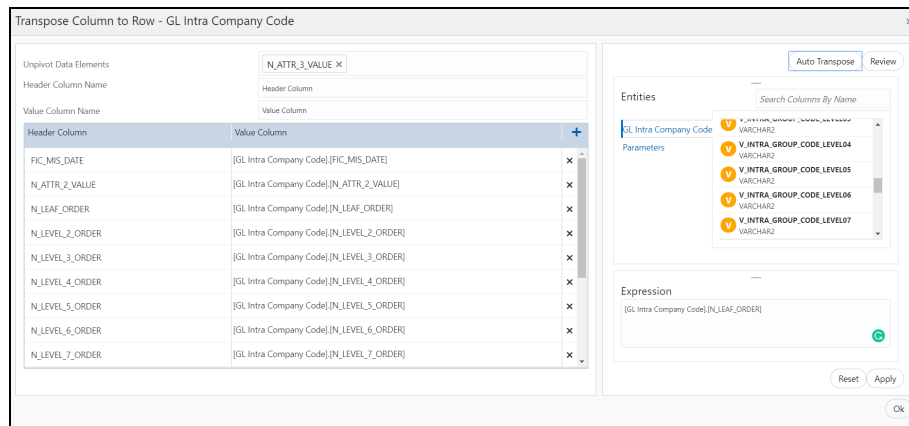 Transpose Column to Row - GL Intra Company Code
Unpivot Data Elements
N_ATTR_3_VALUE ×
Header Column Name
Header Column
Value Column Name
Value Column
Header Column Value Column +
FIC_MIS_DATE [GL Intra Company Code].[FIC_MIS_DATE] ×
N_ATTR_2_VALUE [GL Intra Company Code].[N_ATTR_2_VALUE] ×
N_LEAF_ORDER [GL Intra Company Code].[N_LEAF_ORDER] ×
N_LEVEL_2_ORDER [GL Intra Company Code].[N_LEVEL_2_ORDER] ×
N_LEVEL_3_ORDER [GL Intra Company Code].[N_LEVEL_3_ORDER] ×
N_LEVEL_4_ORDER [GL Intra Company Code].[N_LEVEL_4_ORDER] ×
N_LEVEL_5_ORDER [GL Intra Company Code].[N_LEVEL_5_ORDER] ×
N_LEVEL_6_ORDER [GL Intra Company Code].[N_LEVEL_6_ORDER] ×
N_LEVEL_7_ORDER [GL Intra Company Code].[N_LEVEL_7_ORDER] ×
Auto Transpose Review
Entities
Search Columns By Name
GL Intra Company Code
Parameters
V V_INTRA_GROUP_CODE_LEVEL03
VARCHAR2
V V_INTRA_GROUP_CODE_LEVEL04
VARCHAR2
V V_INTRA_GROUP_CODE_LEVEL05
VARCHAR2
V V_INTRA_GROUP_CODE_LEVEL06
VARCHAR2
V V_INTRA_GROUP_CODE_LEVEL07
VARCHAR2
Expression
[GL Intra Company Code].[N_LEAF_ORDER]
Reset Apply
Ok